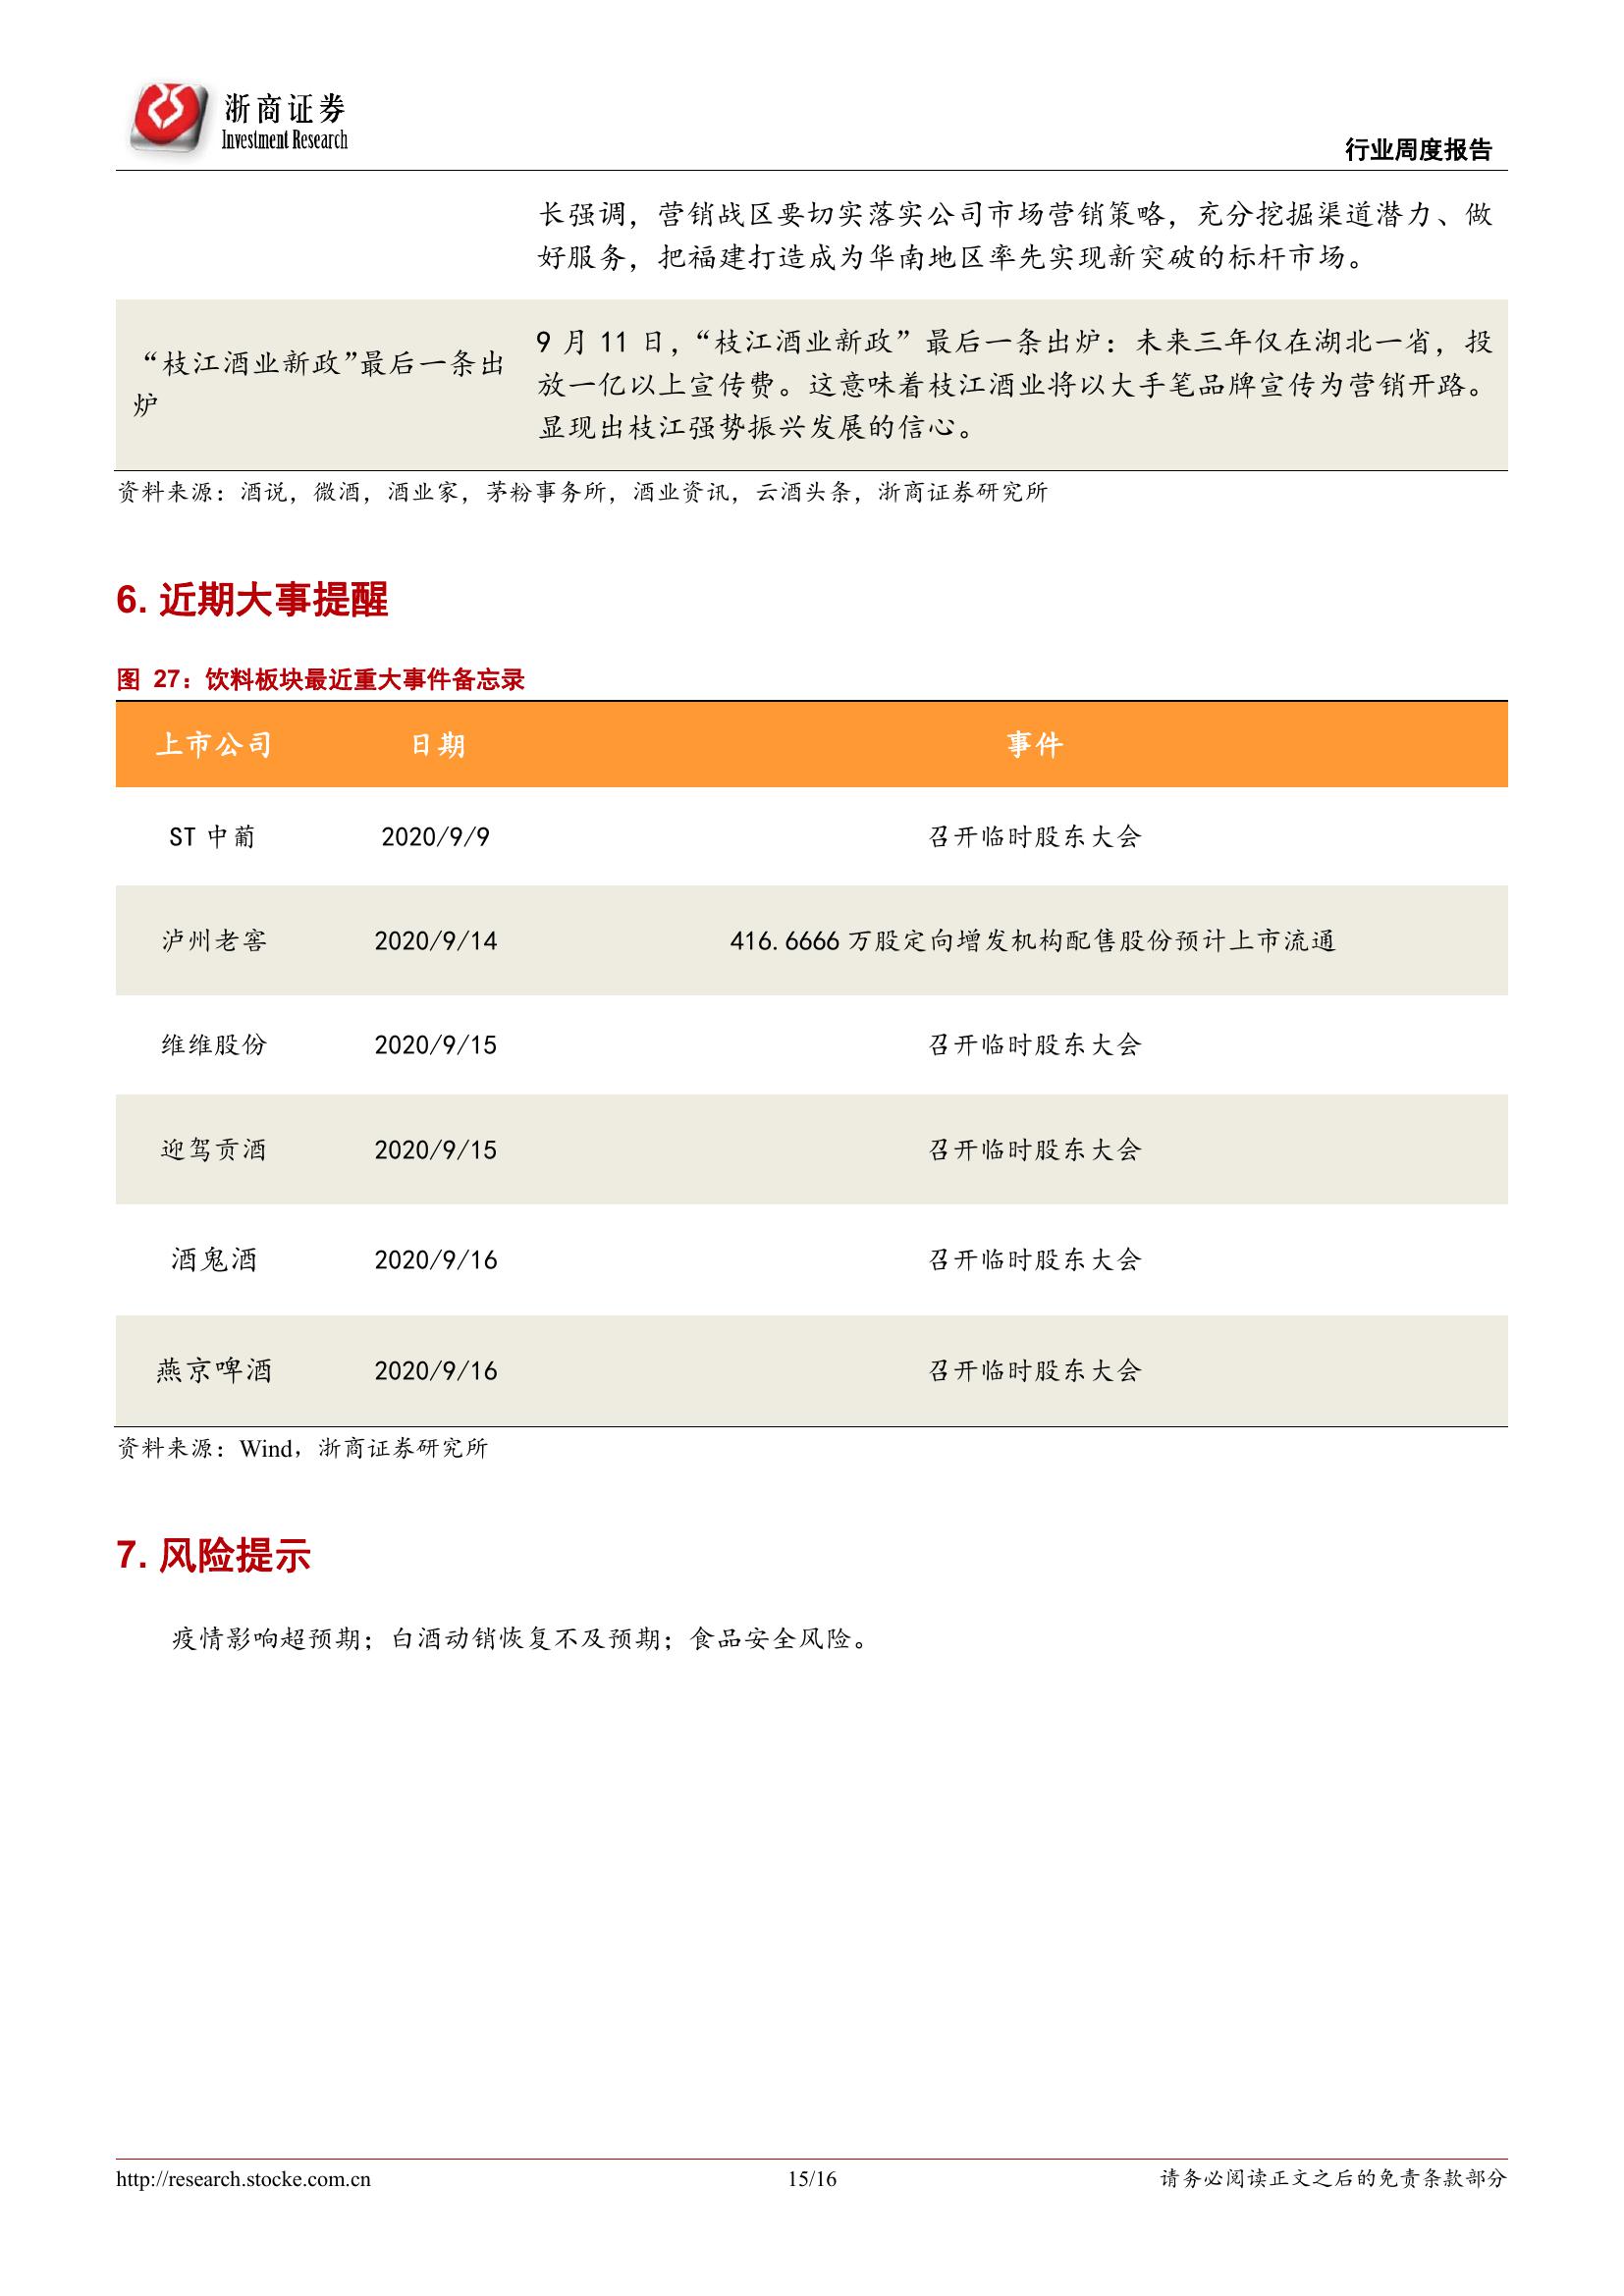 浙商证券
Investment Research
行业周度报告
长强调，营销战区要切实落实公司市场营销策略，充分挖掘渠道潜力、做
好服务，把福建打造成为华南地区率先实现新突破的标杆市场。
“枝江酒业新政”最后一条出
炉
9 月 11 日，“枝江酒业新政”最后一条出炉：未来三年仅在湖北一省，投
放一亿以上宣传费。这意味着枝江酒业将以大手笔品牌宣传为营销开路。
显现出枝江强势振兴发展的信心。
资料来源：酒说，微酒，酒业家，茅粉事务所，酒业资讯，云酒头条，浙商证券研究所
6. 近期大事提醒
图 27：饮料板块最近重大事件备忘录
上市公司 日期 事件
ST 中葡 2020/9/9 召开临时股东大会
泸州老窖 2020/9/14 416.6666 万股定向增发机构配售股份预计上市流通
维维股份 2020/9/15 召开临时股东大会
迎驾贡酒 2020/9/15 召开临时股东大会
酒鬼酒 2020/9/16 召开临时股东大会
燕京啤酒 2020/9/16 召开临时股东大会
资料来源：Wind，浙商证券研究所
7. 风险提示
疫情影响超预期；白酒动销恢复不及预期；食品安全风险。
http://research.stocke.com.cn 15/16 请务必阅读正文之后的免责条款部分